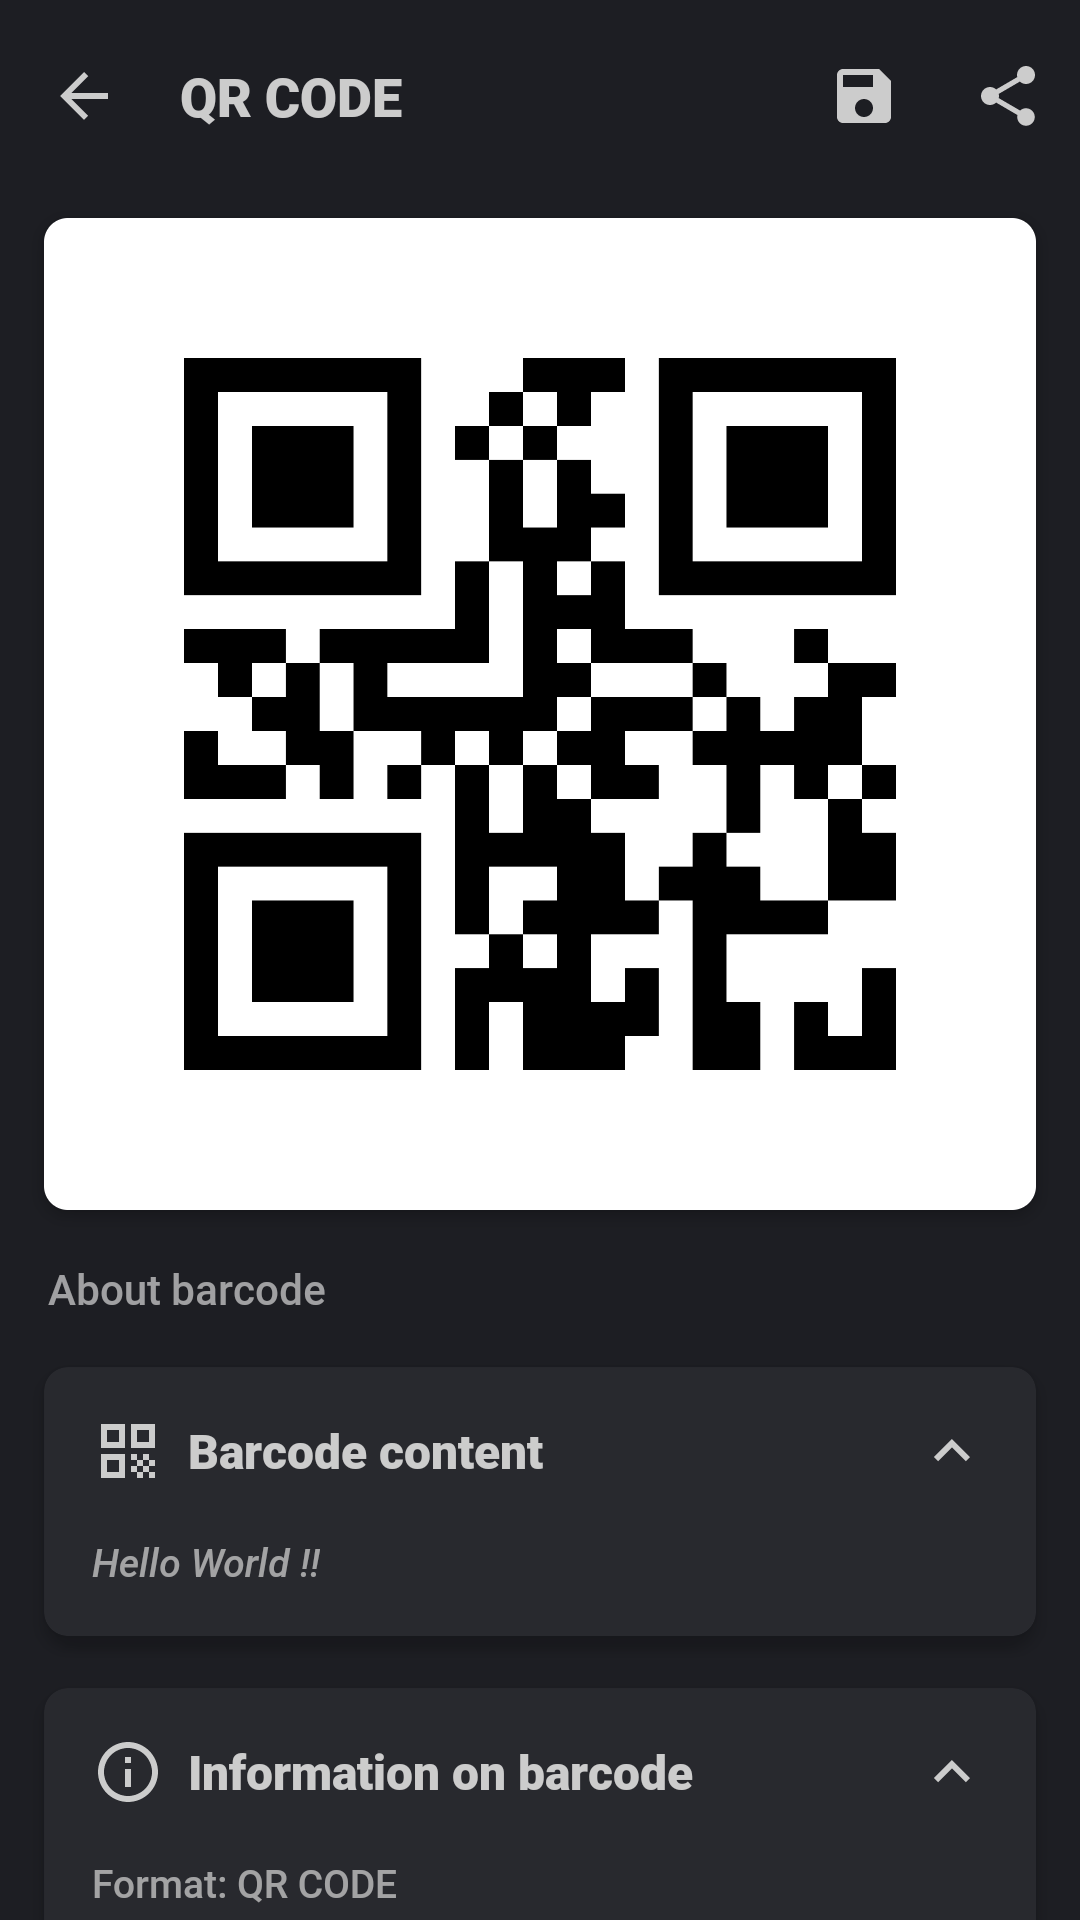 QR CODE
About barcode
Barcode content
Hello World !!
Information on barcode
Format: QR CODE